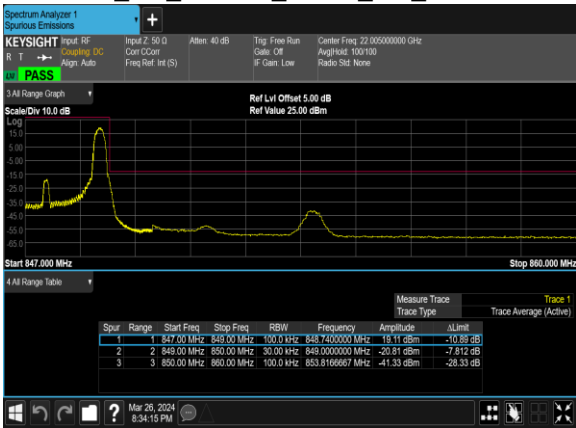 Spectrum Analyzer 1
Spurious Emissions
+
KEYSIGHT Input: RF Input Z: 50 Ω Atten: 40 dB Trig: Free Run Center Freq: 22.005000000 GHz
R T Coupling: DC Corr CCorr Gate: Off Avg|Hold: 100/100
Align: Auto Freq Ref: Int (S) IF Gain: Low Radio Std: None
PASS
3 All Range Graph
Ref Lvl Offset 5.00 dB
Scale/Div 10.0 dB Ref Value 25.00 dBm
Log
15.0
5.00
-5.00
-15.0
-25.0
-35.0
-45.0
-55.0
-65.0
Start 847.000 MHz Stop 860.000 MHz
4 All Range Table
Measure Trace Trace 1
Trace Type Trace Average (Active)
Spur Range Start Freq Stop Freq RBW Frequency Amplitude ΔLimit
1 1 847.00 MHz 849.00 MHz 100.0 kHz 848.7400000 MHz 19.11 dBm -10.89 dB
2 2 849.00 MHz 850.00 MHz 30.00 kHz 849.0000000 MHz -20.81 dBm -7.812 dB
3 3 850.00 MHz 860.00 MHz 100.0 kHz 853.8166667 MHz -41.33 dBm -28.33 dB
? Mar 26, 2024
8:34:15 PM